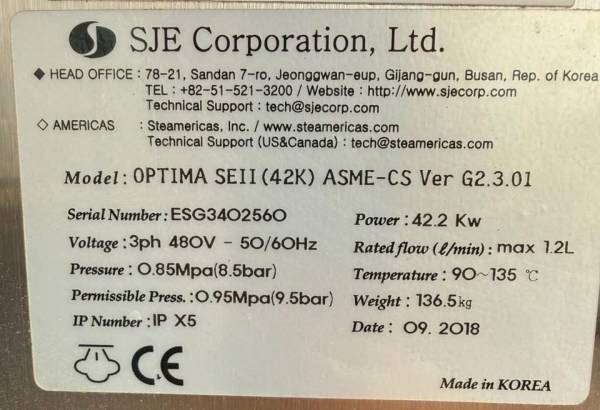 SJE Corporation, Ltd.
◆ HEAD OFFICE : 78-21, Sandan 7-ro, Jeonggwan-eup, Gijang-gun, Busan, Rep. of Korea
TEL : +82-51-521-3200 / Website : http://www.sjecorp.com
Technical Support : tech@sjecorp.com
◇ AMERICAS : Steamericas, Inc. / www.steamericas.com
Technical Support (US&Canada) : tech@steamericas.com
Model : OPTIMA SEII (42K) ASME-CS Ver G2.3.01
Serial Number : ESG3402560 Power : 42.2 Kw
Voltage : 3ph 480V - 50/60Hz Rated flow (ℓ/min) : max 1.2L
Pressure : 0.85Mpa(8.5bar) Temperature : 90~135 ℃
Permissible Press. : 0.95Mpa(9.5bar) Weight : 136.5kg
IP Number : IP X5 Date : 09. 2018
CE
Made in KOREA